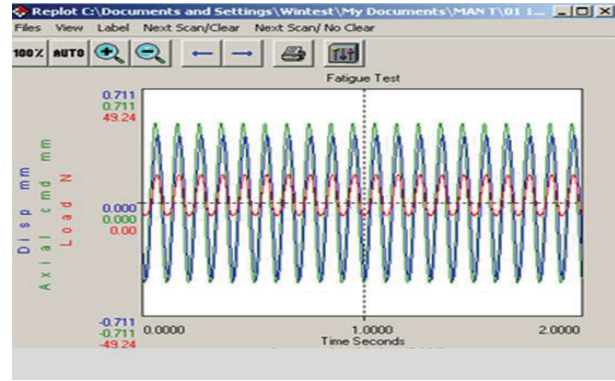 Replot C:\Documents and Settings\Wintest\My Documents\MAN T\01 1...
Files View Label Next Scan/Clear Next Scan/ No Clear
100% AUTO
Fatigue Test
0.711
0.711
49.24
Disp mm
Axial cmd mm
Load N
0.000
0.000
0.00
-0.711
-0.711
-49.24
0.0000 1.0000 2.0000
Time Seconds